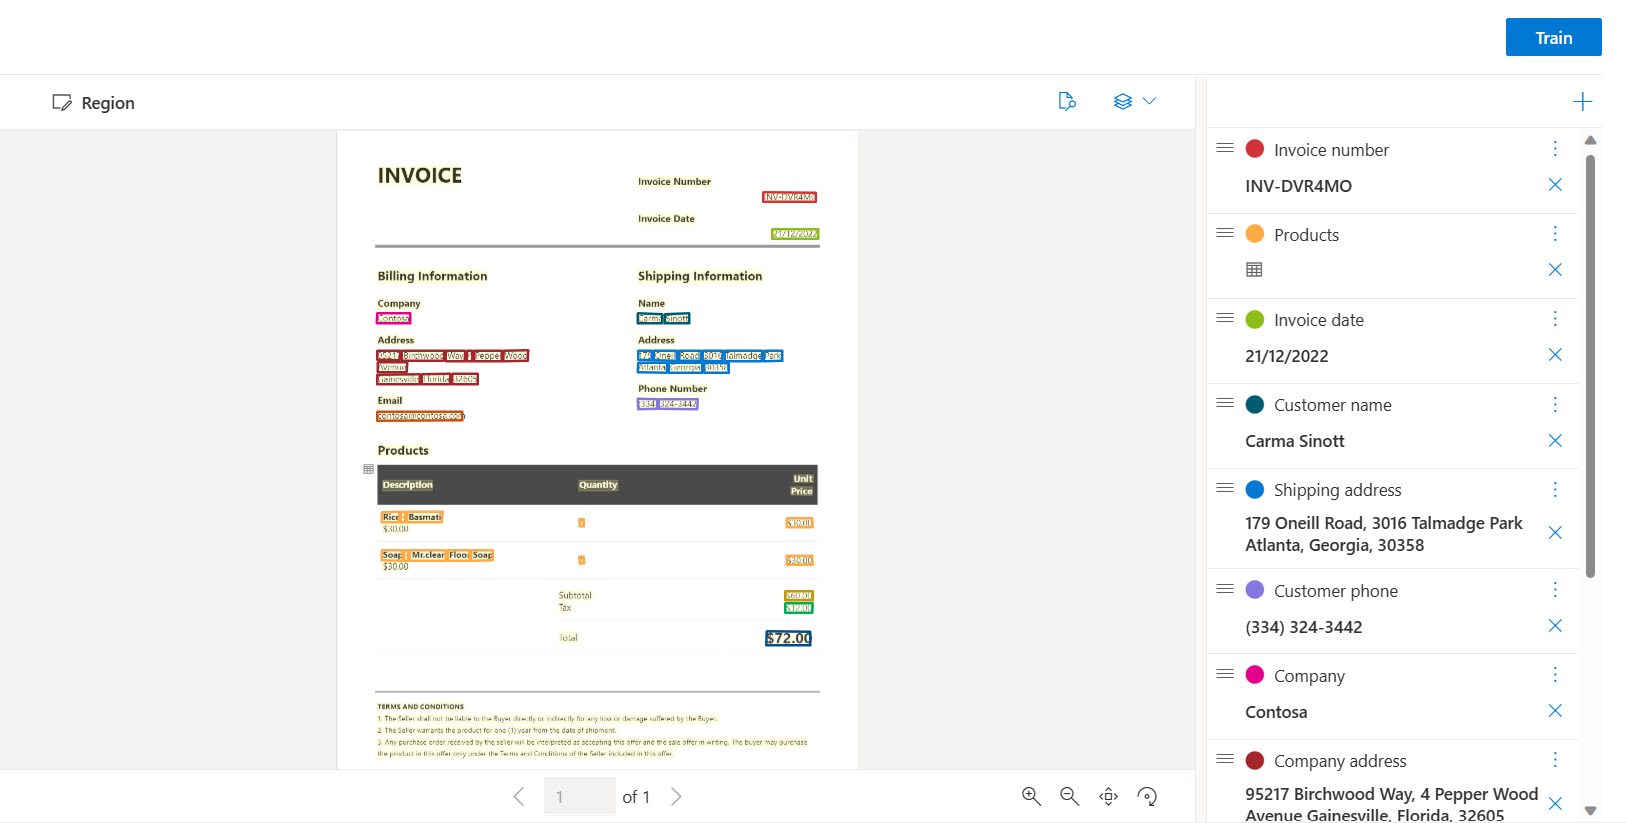 Train
Region
INVOICE
Invoice Number
INV-DVR4MO
Invoice Date
21/12/2022
Billing Information
Company
Contosa
Address
95217 Birchwood Way, 4 Pepper Wood
Avenue
Gainesville, Florida, 32605
Email
contosa@contosa.com
Shipping Information
Name
Carma Sinott
Address
179 Oneill Road, 3016 Talmadge Park
Atlanta, Georgia, 30358
Phone Number
(334) 324-3442
Products
Description Quantity Unit
Price
Rice : Basmati $30.00
$30.00
Soap : Mr.clean Floor Soap $30.00
$30.00
Subtotal $60.00
Tax $12.00
Total $72.00
TERMS AND CONDITIONS
1. The Seller shall not be liable to the Buyer directly or indirectly for any loss or damage suffered by the Buyer.
2. The Seller warrants the product for one (1) year from the date of shipment.
3. Any purchase order received by the seller will be interpreted as accepting this offer and the sale offer in writing. The buyer may purchase
the product in this offer only under the Terms and Conditions of the Seller included in this offer.
1 of 1
Invoice number
INV-DVR4MO
Products
Invoice date
21/12/2022
Customer name
Carma Sinott
Shipping address
179 Oneill Road, 3016 Talmadge Park
Atlanta, Georgia, 30358
Customer phone
(334) 324-3442
Company
Contosa
Company address
95217 Birchwood Way, 4 Pepper Wood
Avenue Gainesville, Florida, 32605